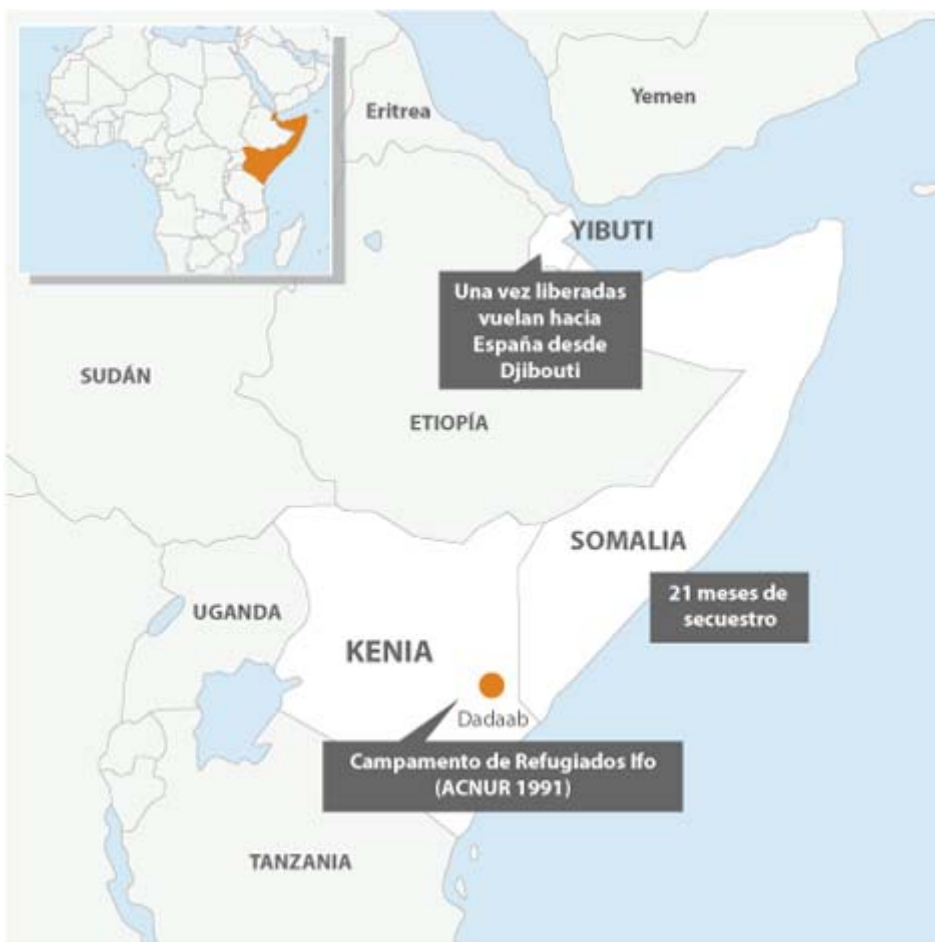 Eritrea
Yemen
YIBUTI
Una vez liberadas
vuelan hacia
España desde
Djibouti
SUDÁN
ETIOPÍA
SOMALIA
21 meses de
secuestro
UGANDA
KENIA
Dadaab
Campamento de Refugiados Ifo
(ACNUR 1991)
TANZANIA